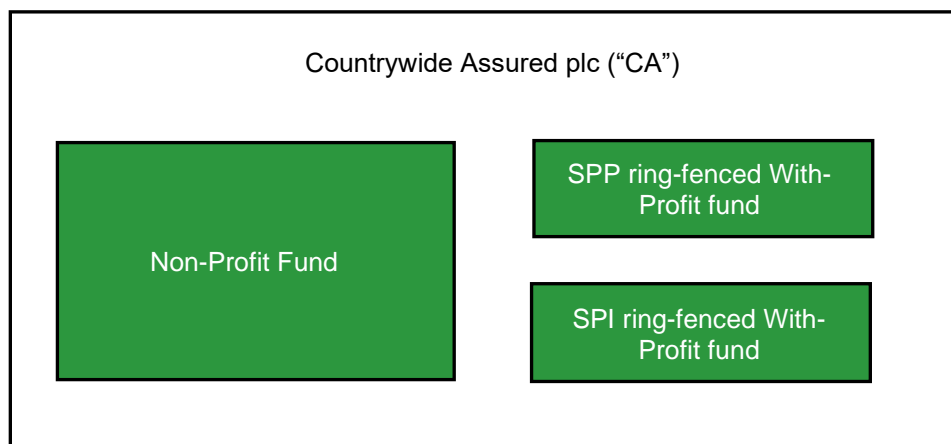 Countrywide Assured plc (“CA”)
Non-Profit Fund
SPP ring-fenced With-
Profit fund
SPI ring-fenced With-
Profit fund